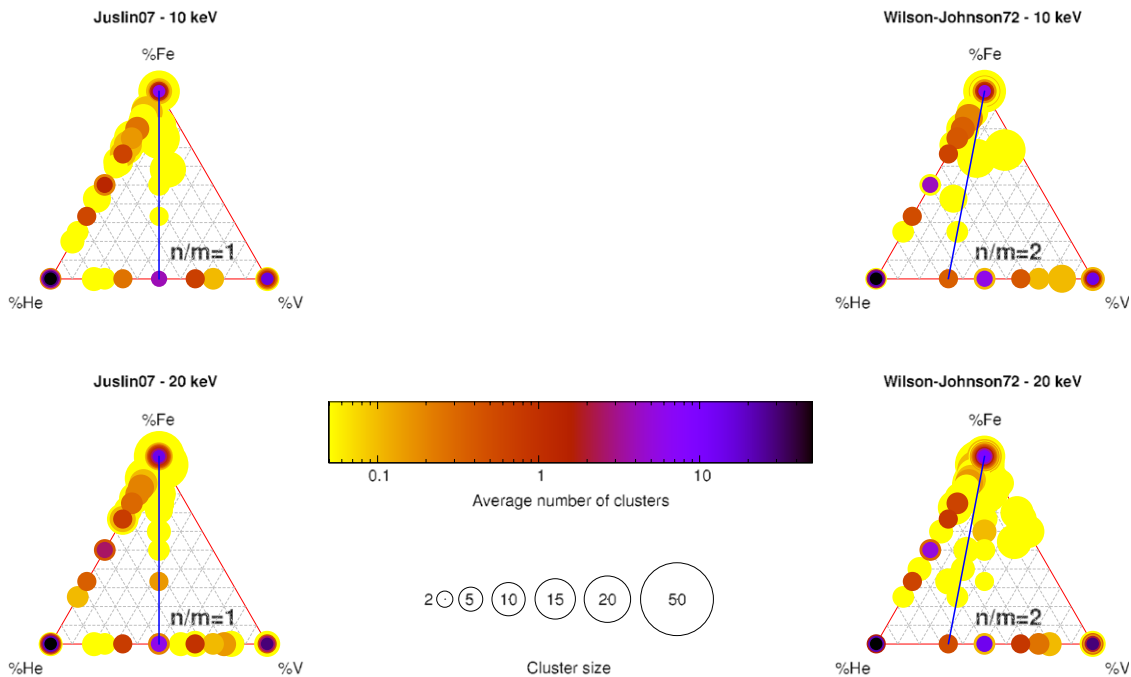 Juslin07 - 10 keV
Wilson-Johnson72 - 10 keV
%Fe
%Fe
n/m=1
n/m=2
%He
%V
%He
%V
Juslin07 - 20 keV
Wilson-Johnson72 - 20 keV
%Fe
%Fe
0.1 1 10
Average number of clusters
2 5 10 15 20 50
n/m=1
n/m=2
%He
%V
Cluster size
%He
%V